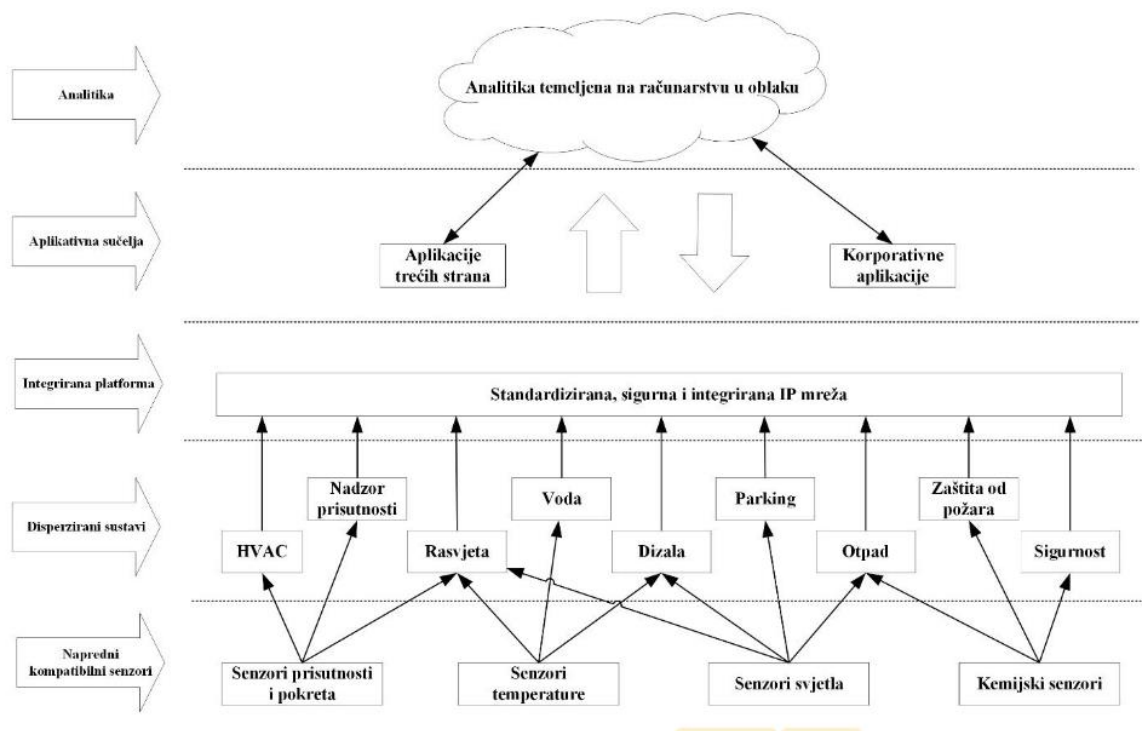 Analitika
Analitika temeljena na računarstvu u oblaku
Aplikativna sučelja
Aplikacije
trećih strana
Korporativne
aplikacije
Integrirana platforma
Standardizirana, sigurna i integrirana IP mreža
Disperzirani sustavi
HVAC
Nadzor
prisutnosti
Rasvjeta
Voda
Dizala
Parking
Otpad
Zaštita od
požara
Sigurnost
Napredni
kompatibilni senzori
Senzori prisutnosti
i pokreta
Senzori
temperature
Senzori svjetla
Kemijski senzori